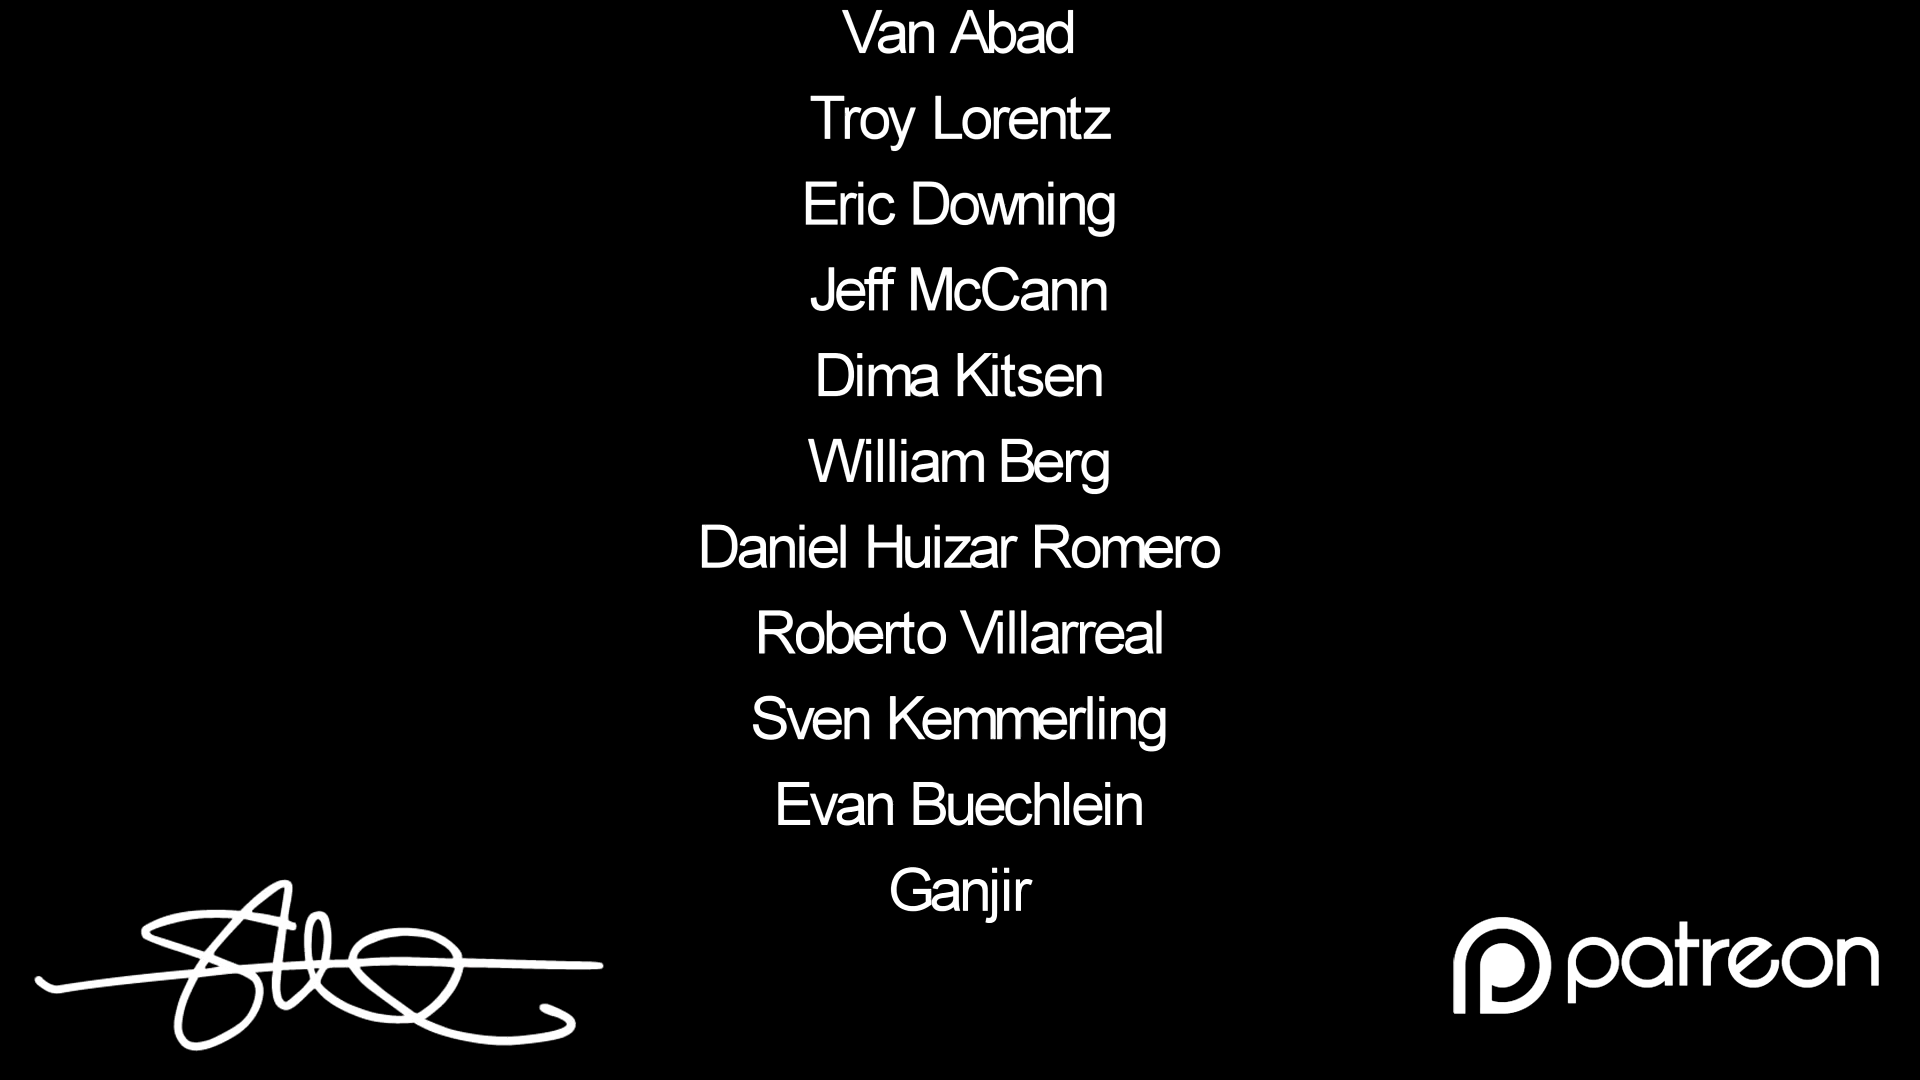 Van Abad
Troy Lorentz
Eric Downing
Jeff McCann
Dima Kitsen
William Berg
Daniel Huizar Romero
Roberto Villarreal
Sven Kemmerling
Evan Buechlein
Ganjir
patreon